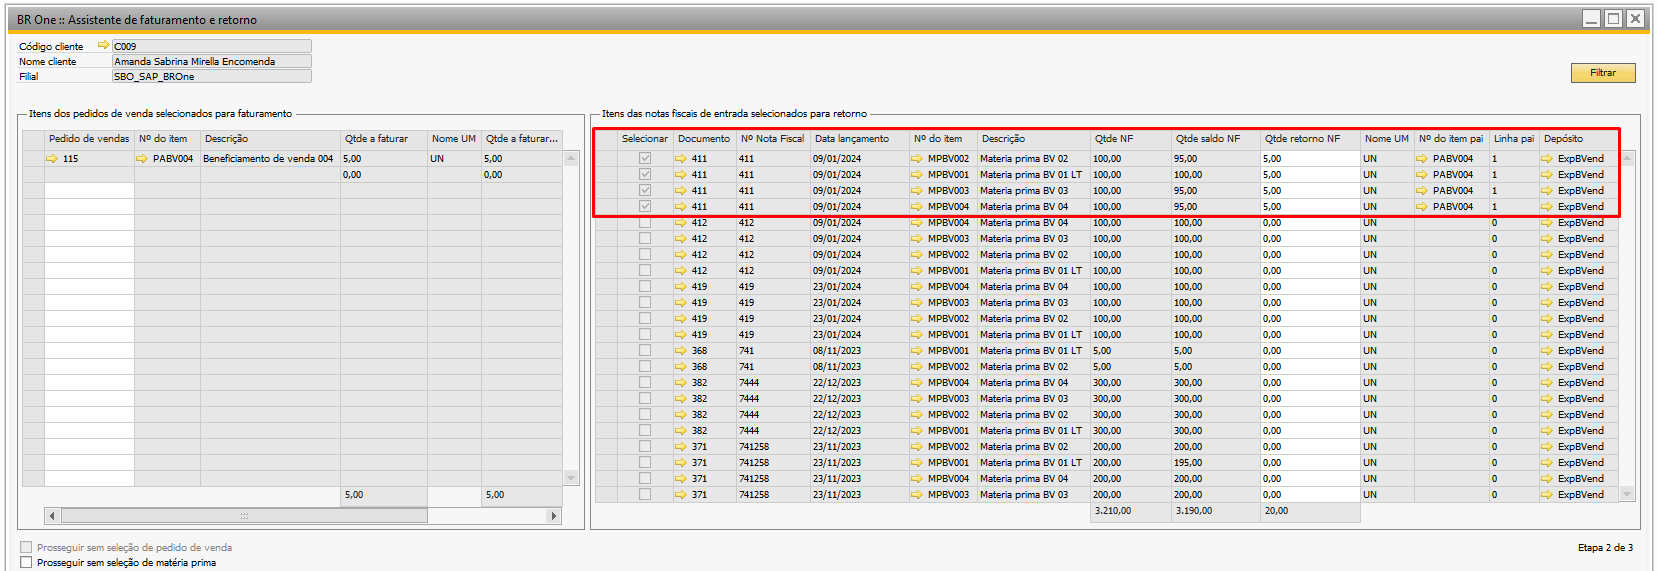 BR One :: Assistente de faturamento e retorno
Código cliente C009
Nome cliente Amanda Sabrina Mirella Encomenda
Filial SBO_SAP_BROne
Filtrar
Itens dos pedidos de venda selecionados para faturamento
Pedido de vendas Nº do item Descrição Qtde a faturar Nome UM Qtde a faturar...
115 PABV004 Beneficiamento de venda 004 5,00 UN 5,00
0,00 0,00
5,00 5,00
Itens das notas fiscais de entrada selecionados para retorno
Selecionar Documento Nº Nota Fiscal Data lançamento Nº do item Descrição Qtde NF Qtde saldo NF Qtde retorno NF Nome UM Nº do item pai Linha pai Depósito
411 411 09/01/2024 MPBV002 Materia prima BV 02 100,00 95,00 5,00 UN PABV004 1 ExpBVend
411 411 09/01/2024 MPBV001 Materia prima BV 01 LT 100,00 100,00 5,00 UN PABV004 1 ExpBVend
411 411 09/01/2024 MPBV003 Materia prima BV 03 100,00 95,00 5,00 UN PABV004 1 ExpBVend
411 411 09/01/2024 MPBV004 Materia prima BV 04 100,00 95,00 5,00 UN PABV004 1 ExpBVend
412 412 09/01/2024 MPBV004 Materia prima BV 04 100,00 100,00 0,00 UN 0 ExpBVend
412 412 09/01/2024 MPBV003 Materia prima BV 03 100,00 100,00 0,00 UN 0 ExpBVend
412 412 09/01/2024 MPBV002 Materia prima BV 02 100,00 100,00 0,00 UN 0 ExpBVend
412 412 09/01/2024 MPBV001 Materia prima BV 01 LT 100,00 100,00 0,00 UN 0 ExpBVend
419 419 23/01/2024 MPBV004 Materia prima BV 04 100,00 100,00 0,00 UN 0 ExpBVend
419 419 23/01/2024 MPBV003 Materia prima BV 03 100,00 100,00 0,00 UN 0 ExpBVend
419 419 23/01/2024 MPBV002 Materia prima BV 02 100,00 100,00 0,00 UN 0 ExpBVend
419 419 23/01/2024 MPBV001 Materia prima BV 01 LT 100,00 100,00 0,00 UN 0 ExpBVend
368 741 08/11/2023 MPBV001 Materia prima BV 01 LT 5,00 5,00 0,00 UN 0 ExpBVend
368 741 08/11/2023 MPBV002 Materia prima BV 02 5,00 5,00 0,00 UN 0 ExpBVend
382 7444 22/12/2023 MPBV004 Materia prima BV 04 300,00 300,00 0,00 UN 0 ExpBVend
382 7444 22/12/2023 MPBV003 Materia prima BV 03 300,00 300,00 0,00 UN 0 ExpBVend
382 7444 22/12/2023 MPBV002 Materia prima BV 02 300,00 300,00 0,00 UN 0 ExpBVend
382 7444 22/12/2023 MPBV001 Materia prima BV 01 LT 300,00 300,00 0,00 UN 0 ExpBVend
371 741258 23/11/2023 MPBV002 Materia prima BV 02 200,00 200,00 0,00 UN 0 ExpBVend
371 741258 23/11/2023 MPBV001 Materia prima BV 01 LT 200,00 195,00 0,00 UN 0 ExpBVend
371 741258 23/11/2023 MPBV004 Materia prima BV 04 200,00 200,00 0,00 UN 0 ExpBVend
371 741258 23/11/2023 MPBV003 Materia prima BV 03 200,00 200,00 0,00 UN 0 ExpBVend
3.210,00 3.190,00 20,00
Prosseguir sem seleção de pedido de venda
Prosseguir sem seleção de matéria prima
Etapa 2 de 3